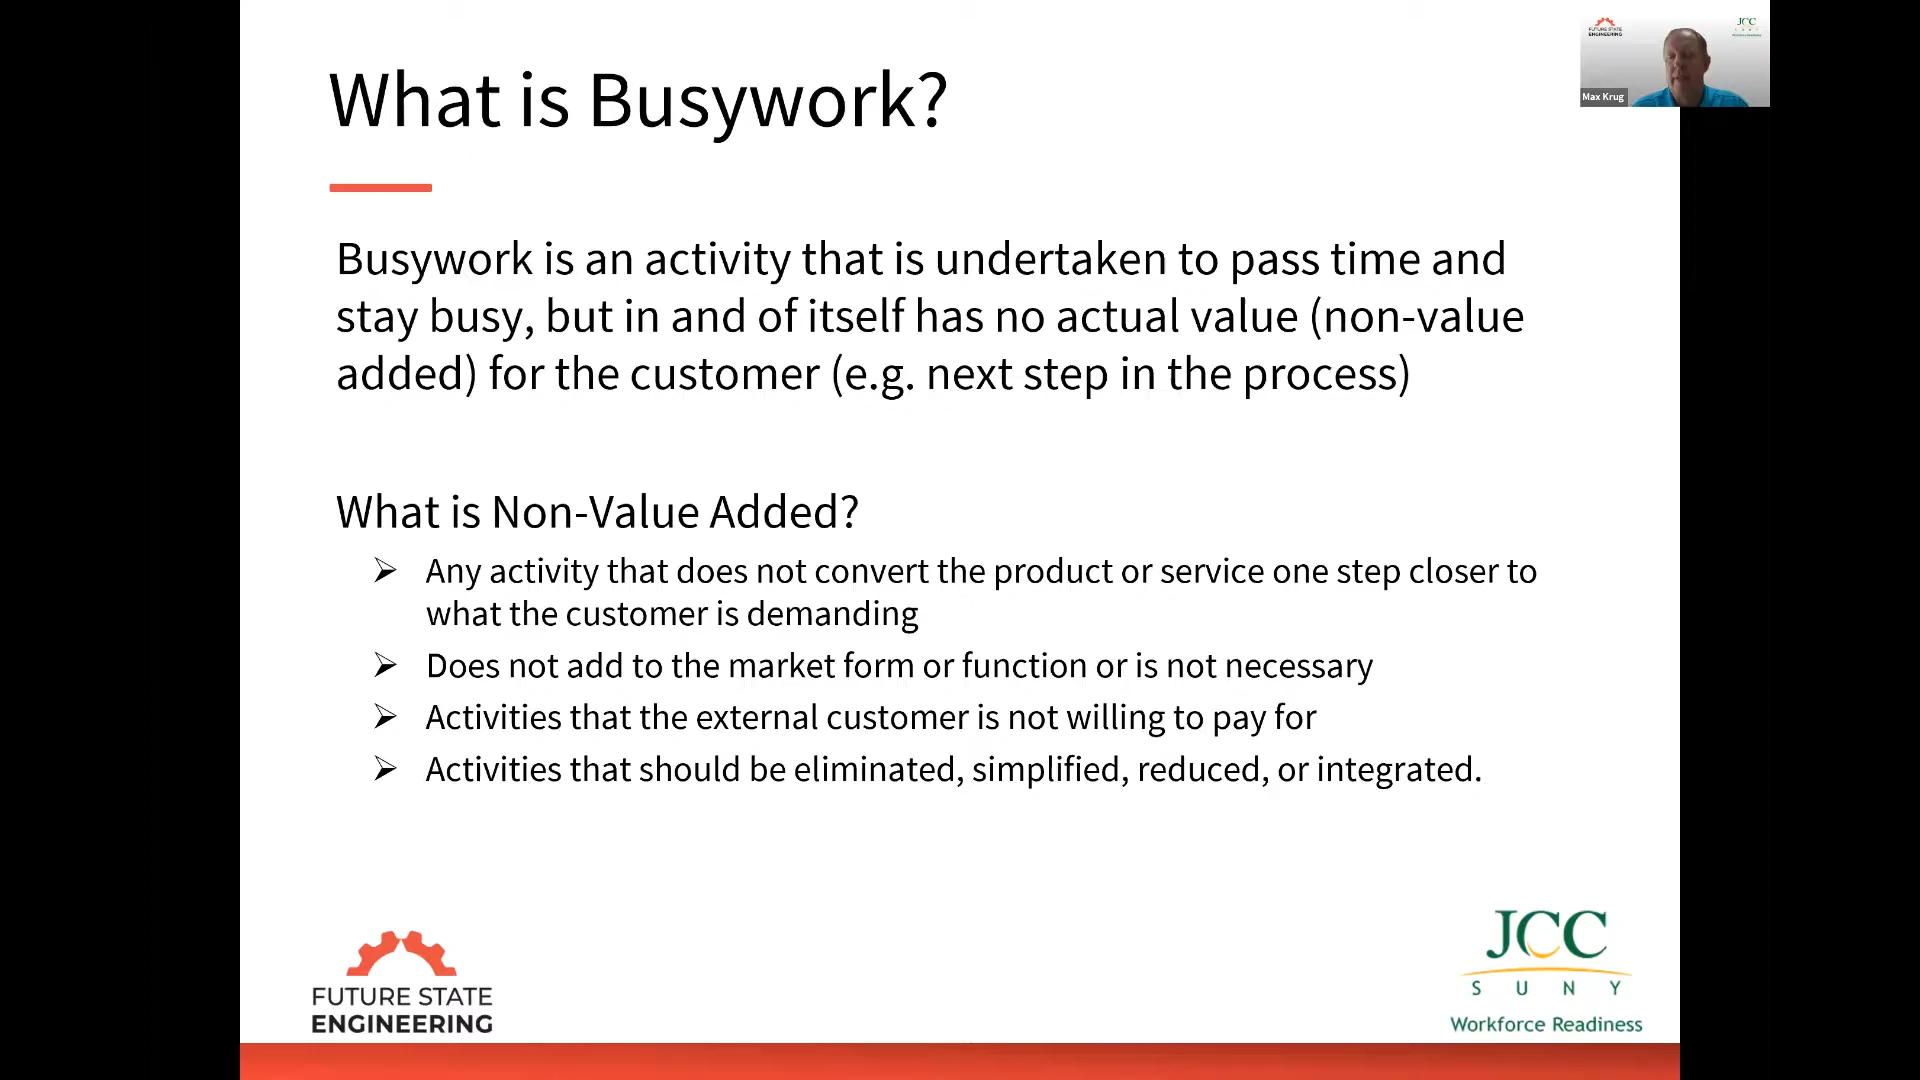 What is Busywork?
Busywork is an activity that is undertaken to pass time and
stay busy, but in and of itself has no actual value (non-value
added) for the customer (e.g. next step in the process)
What is Non-Value Added?
➢ Any activity that does not convert the product or service one step closer to
what the customer is demanding
➢ Does not add to the market form or function or is not necessary
➢ Activities that the external customer is not willing to pay for
➢ Activities that should be eliminated, simplified, reduced, or integrated.
FUTURE STATE
ENGINEERING
JCC
SUNY
Workforce Readiness
FUTURE STATE
ENGINEERING
JCC
Max Krug